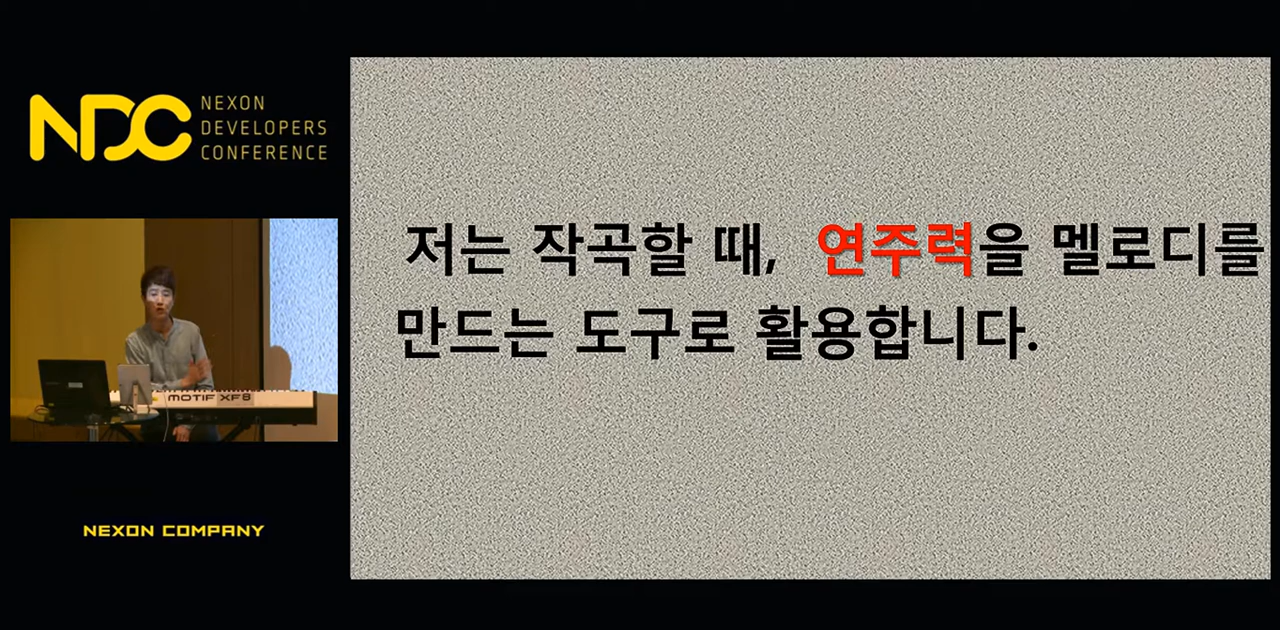 NDC
NEXON
DEVELOPERS
CONFERENCE
저는 작곡할 때, 연주력을 멜로디를
만드는 도구로 활용합니다.
MOTIF XF8
NEXON COMPANY